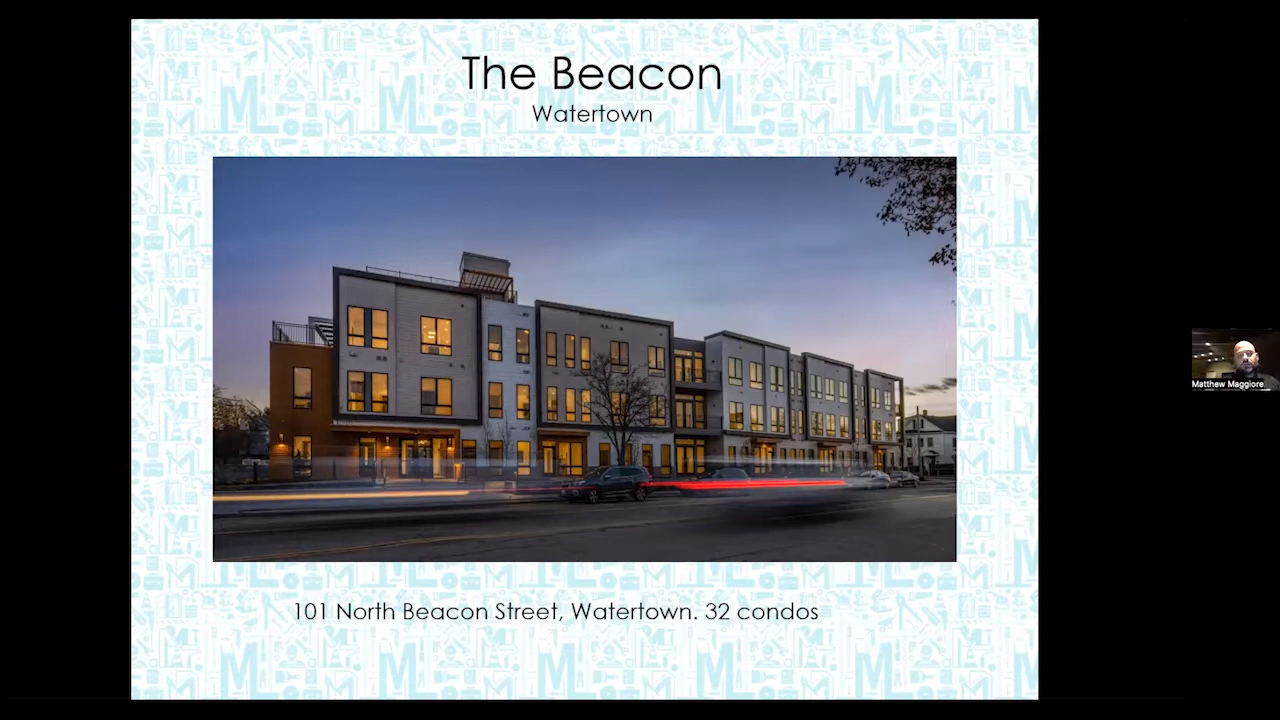 The Beacon
Watertown
101 North Beacon Street, Watertown. 32 condos
Matthew Maggiore